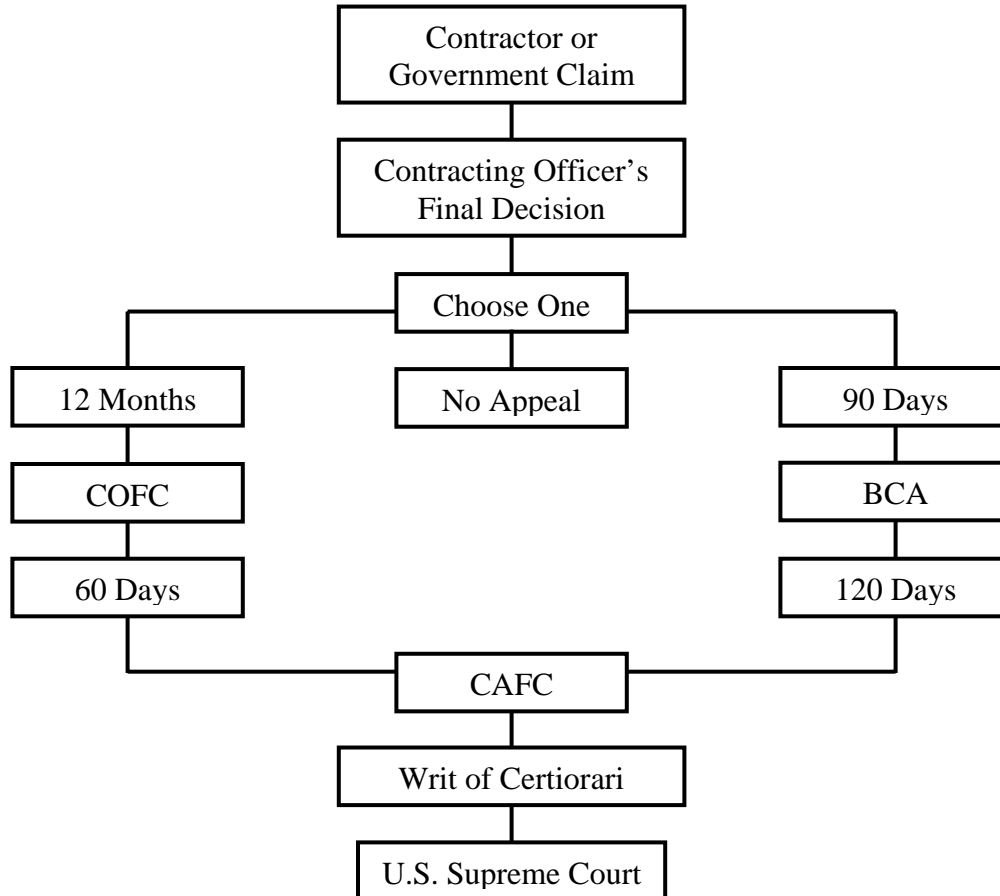 Contractor or
Government Claim
Contracting Officer’s
Final Decision
Choose One
12 Months
No Appeal
90 Days
COFC
BCA
60 Days
120 Days
CAFC
Writ of Certiorari
U.S. Supreme Court